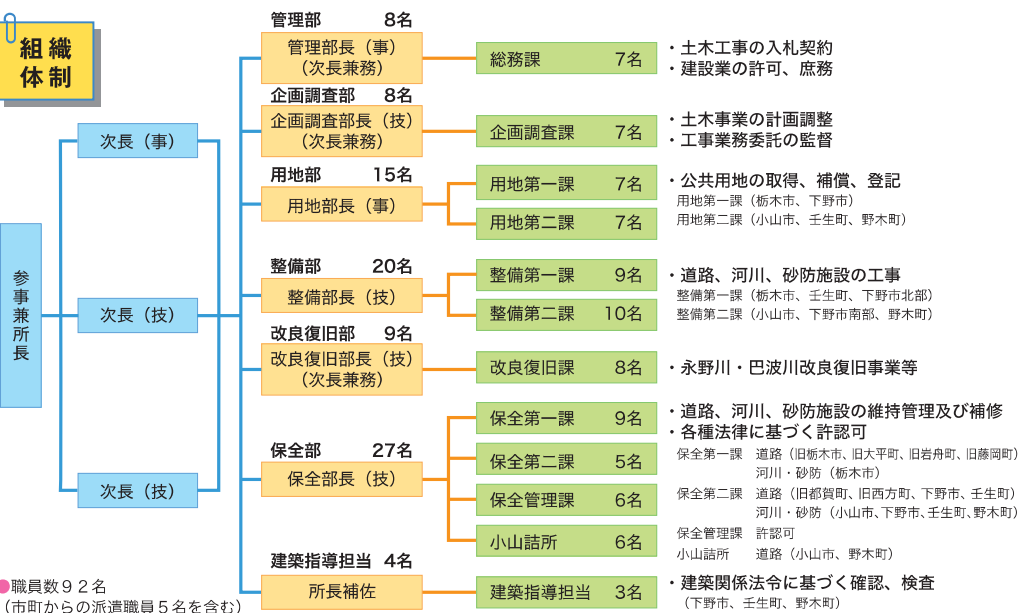 組織
体制
参事兼所長
次長（事）
次長（技）
次長（技）
管理部 8名
管理部長（事）
（次長兼務）
総務課 7名
・土木工事の入札契約
・建設業の許可、庶務
企画調査部 8名
企画調査部長（技）
（次長兼務）
企画調査課 7名
・土木事業の計画調整
・工事業務委託の監督
用地部 15名
用地部長（事）
用地第一課 7名
用地第二課 7名
・公共用地の取得、補償、登記
用地第一課（栃木市、下野市）
用地第二課（小山市、壬生町、野木町）
整備部 20名
整備部長（技）
整備第一課 9名
整備第二課 10名
・道路、河川、砂防施設の工事
整備第一課（栃木市、壬生町、下野市北部）
整備第二課（小山市、下野市南部、野木町）
改良復旧部 9名
改良復旧部長（技）
（次長兼務）
改良復旧課 8名
・永野川・巴波川改良復旧事業等
保全部 27名
保全部長（技）
保全第一課 9名
保全第二課 5名
保全管理課 6名
小山詰所 6名
・道路、河川、砂防施設の維持管理及び補修
・各種法律に基づく許認可
保全第一課 道路（旧栃木市、旧大平町、旧岩舟町、旧藤岡町）
河川・砂防（栃木市）
保全第二課 道路（旧都賀町、旧西方町、下野市、壬生町）
河川・砂防（小山市、下野市、壬生町、野木町）
保全管理課 許認可
小山詰所 道路（小山市、野木町）
建築指導担当 4名
所長補佐
建築指導担当 3名
・建築関係法令に基づく確認、検査
（下野市、壬生町、野木町）
●職員数９２名
（市町からの派遣職員５名を含む）